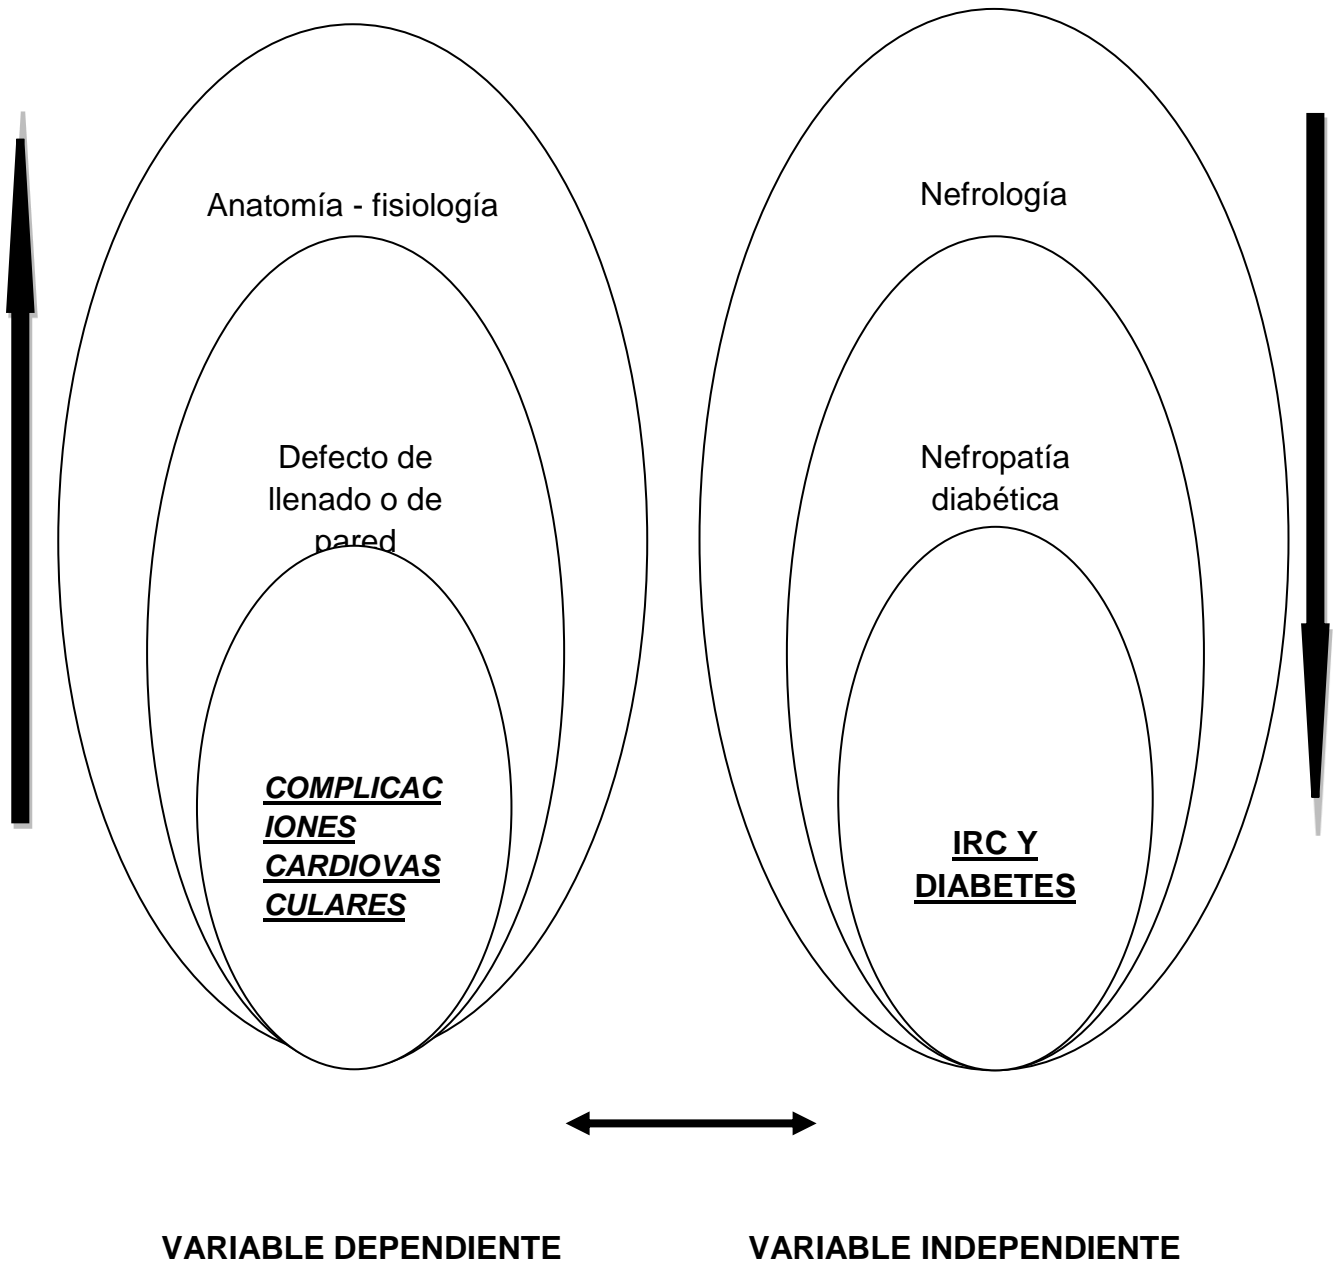 Anatomía - fisiología
Defecto de
llenado o de
pared
COMPLICAC
IONES
CARDIOVAS
CULARES
Nefrología
Nefropatía
diabética
IRC Y
DIABETES
VARIABLE DEPENDIENTE
VARIABLE INDEPENDIENTE